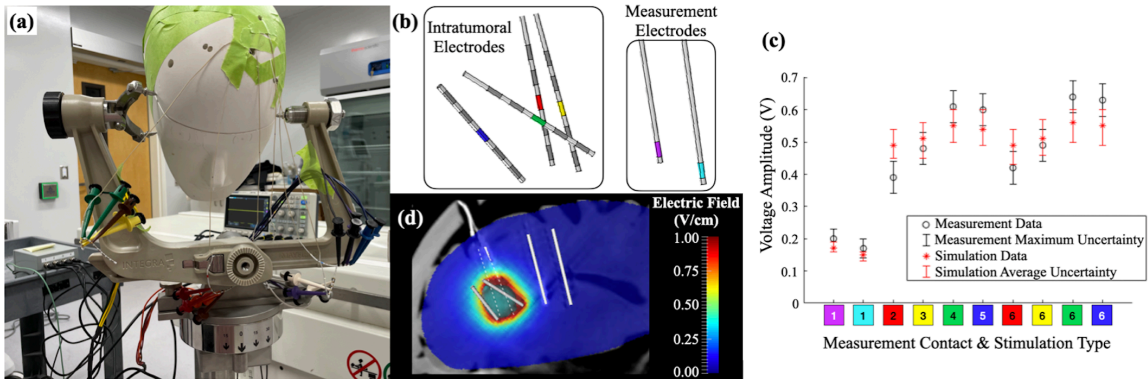 (a)
(b)
Intratumoral
Electrodes
Measurement
Electrodes
(c)
Voltage Amplitude (V)
0.7
0.6
0.5
0.4
0.3
0.2
0.1
0
Measurement Data
Measurement Maximum Uncertainty
Simulation Data
Simulation Average Uncertainty
1 1 2 3 4 5 6 6 6 6
Measurement Contact & Stimulation Type
(d)
Electric Field
(V/cm)
1.00
0.75
0.50
0.25
0.00